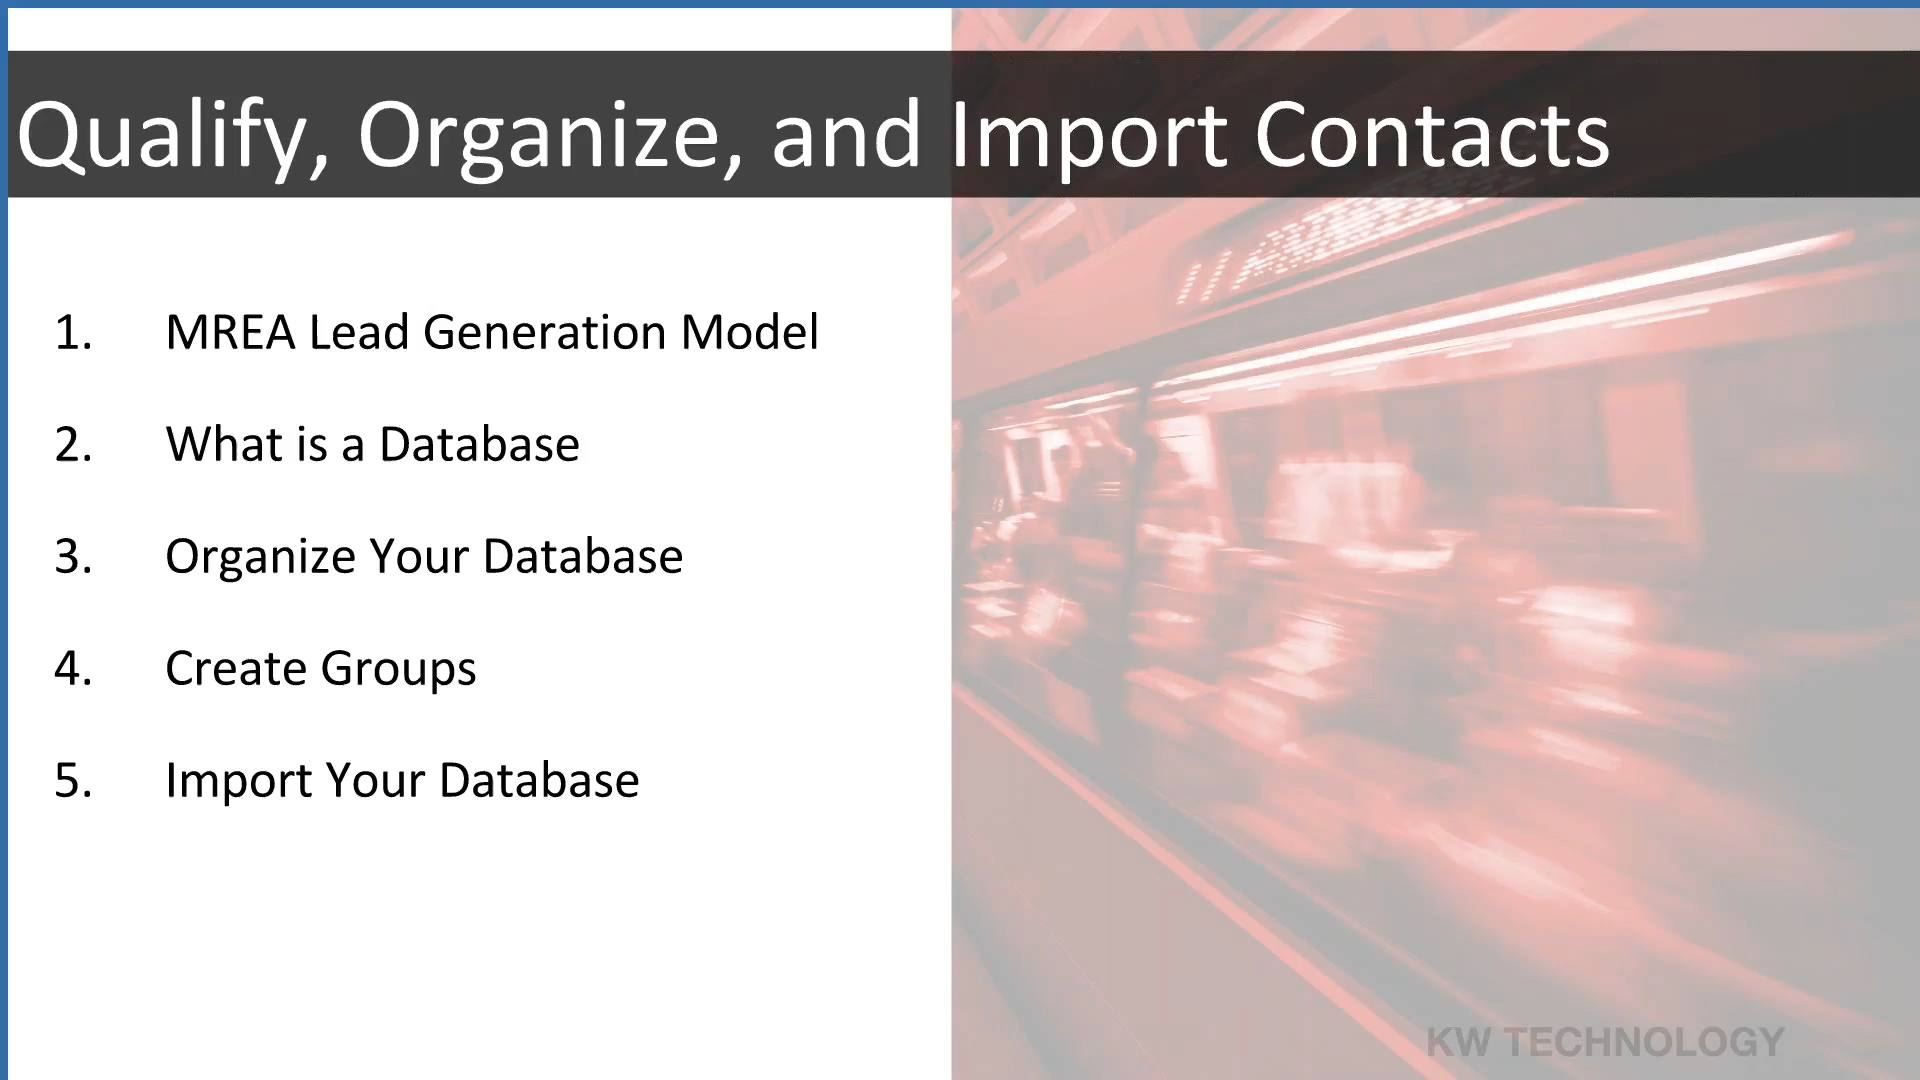 Qualify, Organize, and Import Contacts
1. MREA Lead Generation Model
2. What is a Database
3. Organize Your Database
4. Create Groups
5. Import Your Database
KW TECHNOLOGY